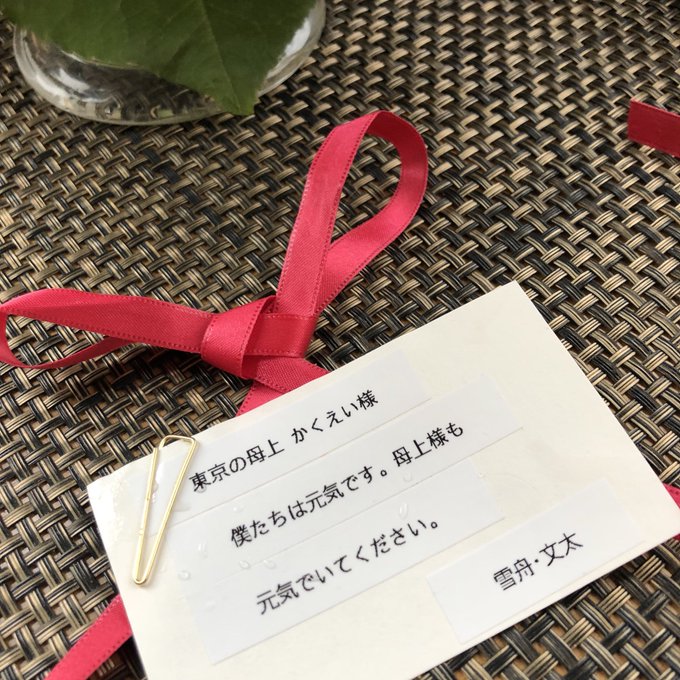 東京の母上 かくえい様
僕たちは元気です。母上様も
元気でいてください。
雪舟・文太